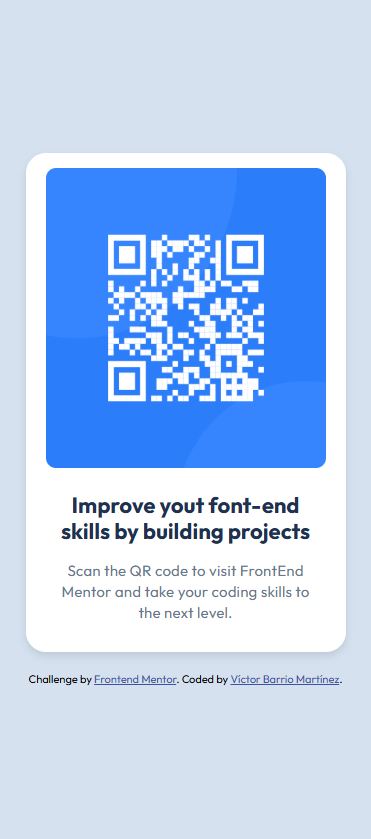 Improve yout font-end
skills by building projects
Scan the QR code to visit FrontEnd
Mentor and take your coding skills to
the next level.
Challenge by Frontend Mentor. Coded by Víctor Barrio Martínez.